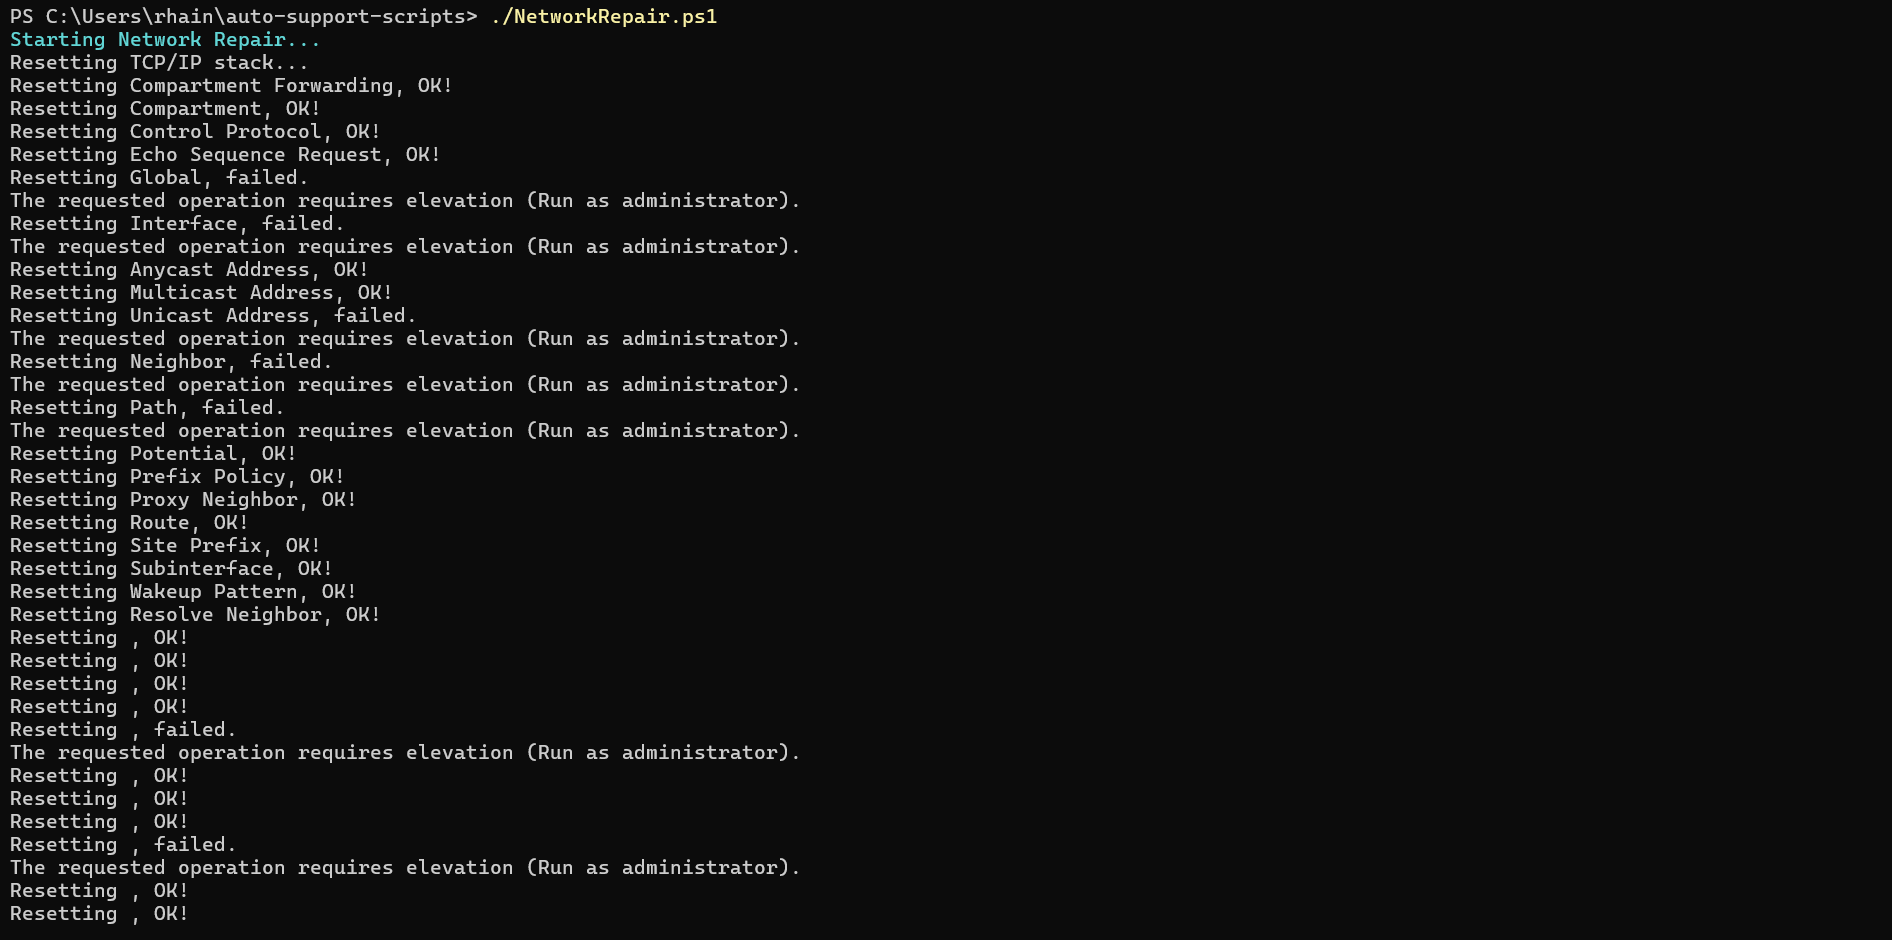 PS C:\Users\rhain\auto-support-scripts> ./NetworkRepair.ps1
Starting Network Repair...
Resetting TCP/IP stack...
Resetting Compartment Forwarding, OK!
Resetting Compartment, OK!
Resetting Control Protocol, OK!
Resetting Echo Sequence Request, OK!
Resetting Global, failed.
The requested operation requires elevation (Run as administrator).
Resetting Interface, failed.
The requested operation requires elevation (Run as administrator).
Resetting Anycast Address, OK!
Resetting Multicast Address, OK!
Resetting Unicast Address, failed.
The requested operation requires elevation (Run as administrator).
Resetting Neighbor, failed.
The requested operation requires elevation (Run as administrator).
Resetting Path, failed.
The requested operation requires elevation (Run as administrator).
Resetting Potential, OK!
Resetting Prefix Policy, OK!
Resetting Proxy Neighbor, OK!
Resetting Route, OK!
Resetting Site Prefix, OK!
Resetting Subinterface, OK!
Resetting Wakeup Pattern, OK!
Resetting Resolve Neighbor, OK!
Resetting , OK!
Resetting , OK!
Resetting , OK!
Resetting , OK!
Resetting , failed.
The requested operation requires elevation (Run as administrator).
Resetting , OK!
Resetting , OK!
Resetting , OK!
Resetting , failed.
The requested operation requires elevation (Run as administrator).
Resetting , OK!
Resetting , OK!